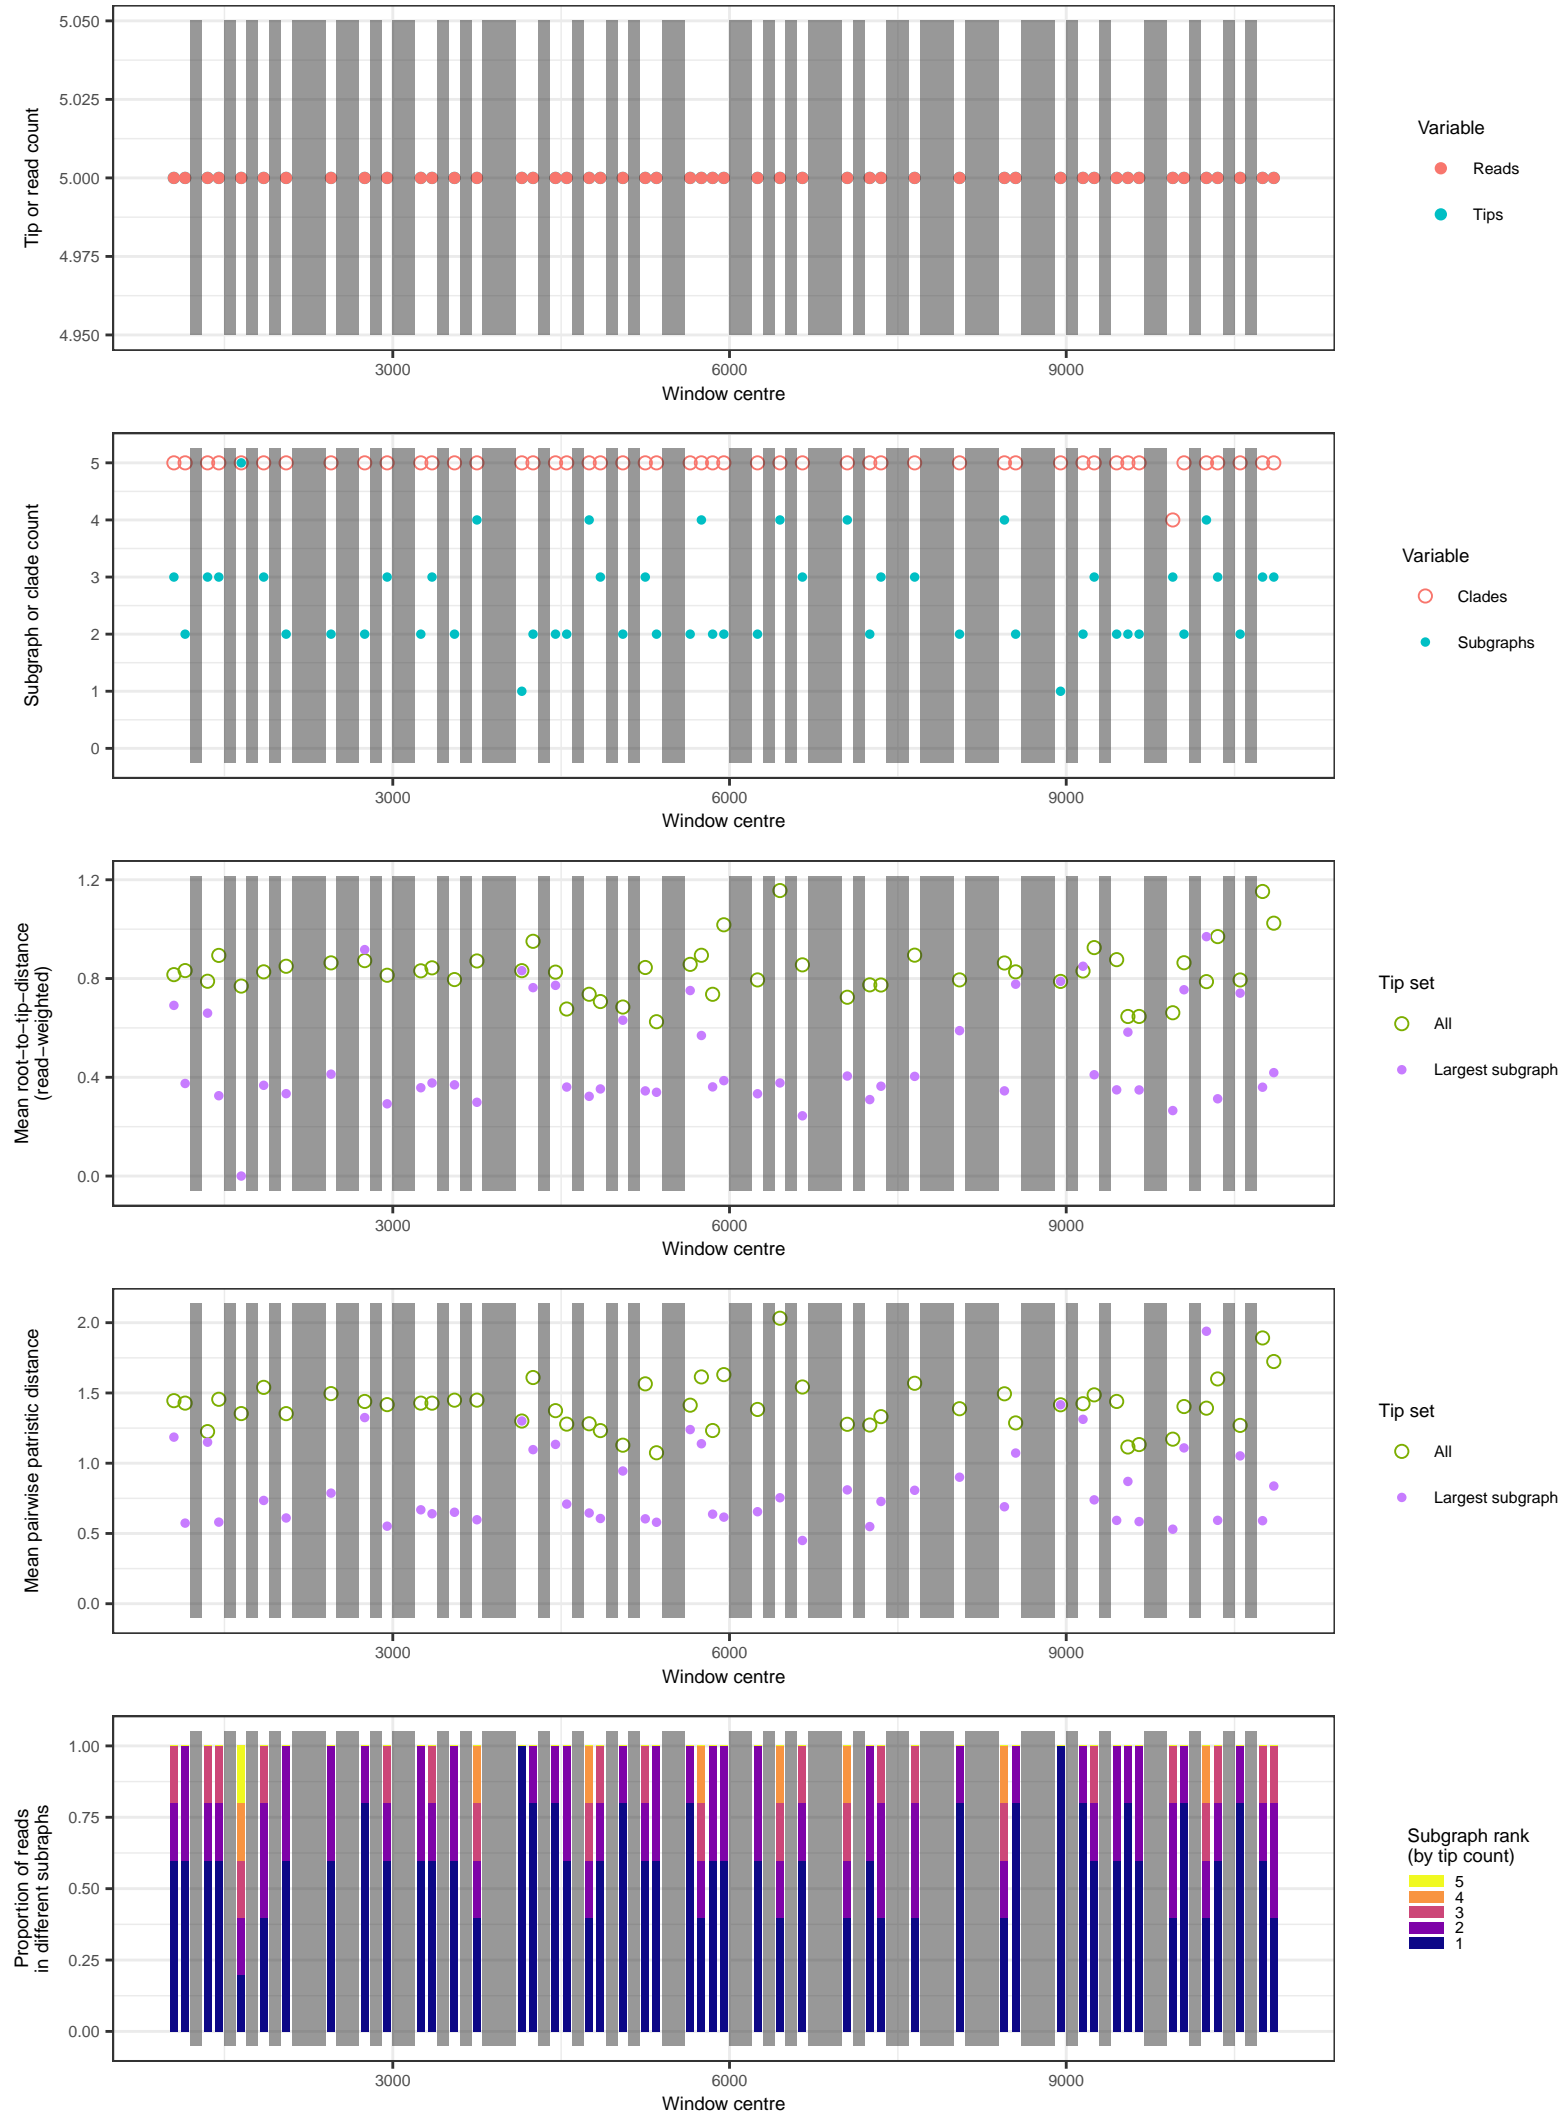 5.050
5.025
5.000
4.975
4.950
Tip or read count
3000 6000 9000
Window centre
Variable
Reads
Tips
5
4
3
2
1
0
Subgraph or clade count
3000 6000 9000
Window centre
Variable
Clades
Subgraphs
1.2
0.8
0.4
0.0
Mean root−to−tip−distance
(read−weighted)
3000 6000 9000
Window centre
Tip set
All
Largest subgraph
2.0
1.5
1.0
0.5
0.0
Mean pairwise patristic distance
3000 6000 9000
Window centre
Tip set
All
Largest subgraph
1.00
0.75
0.50
0.25
0.00
Proportion of reads
in different subraphs
3000 6000 9000
Window centre
Subgraph rank
(by tip count)
5
4
3
2
1